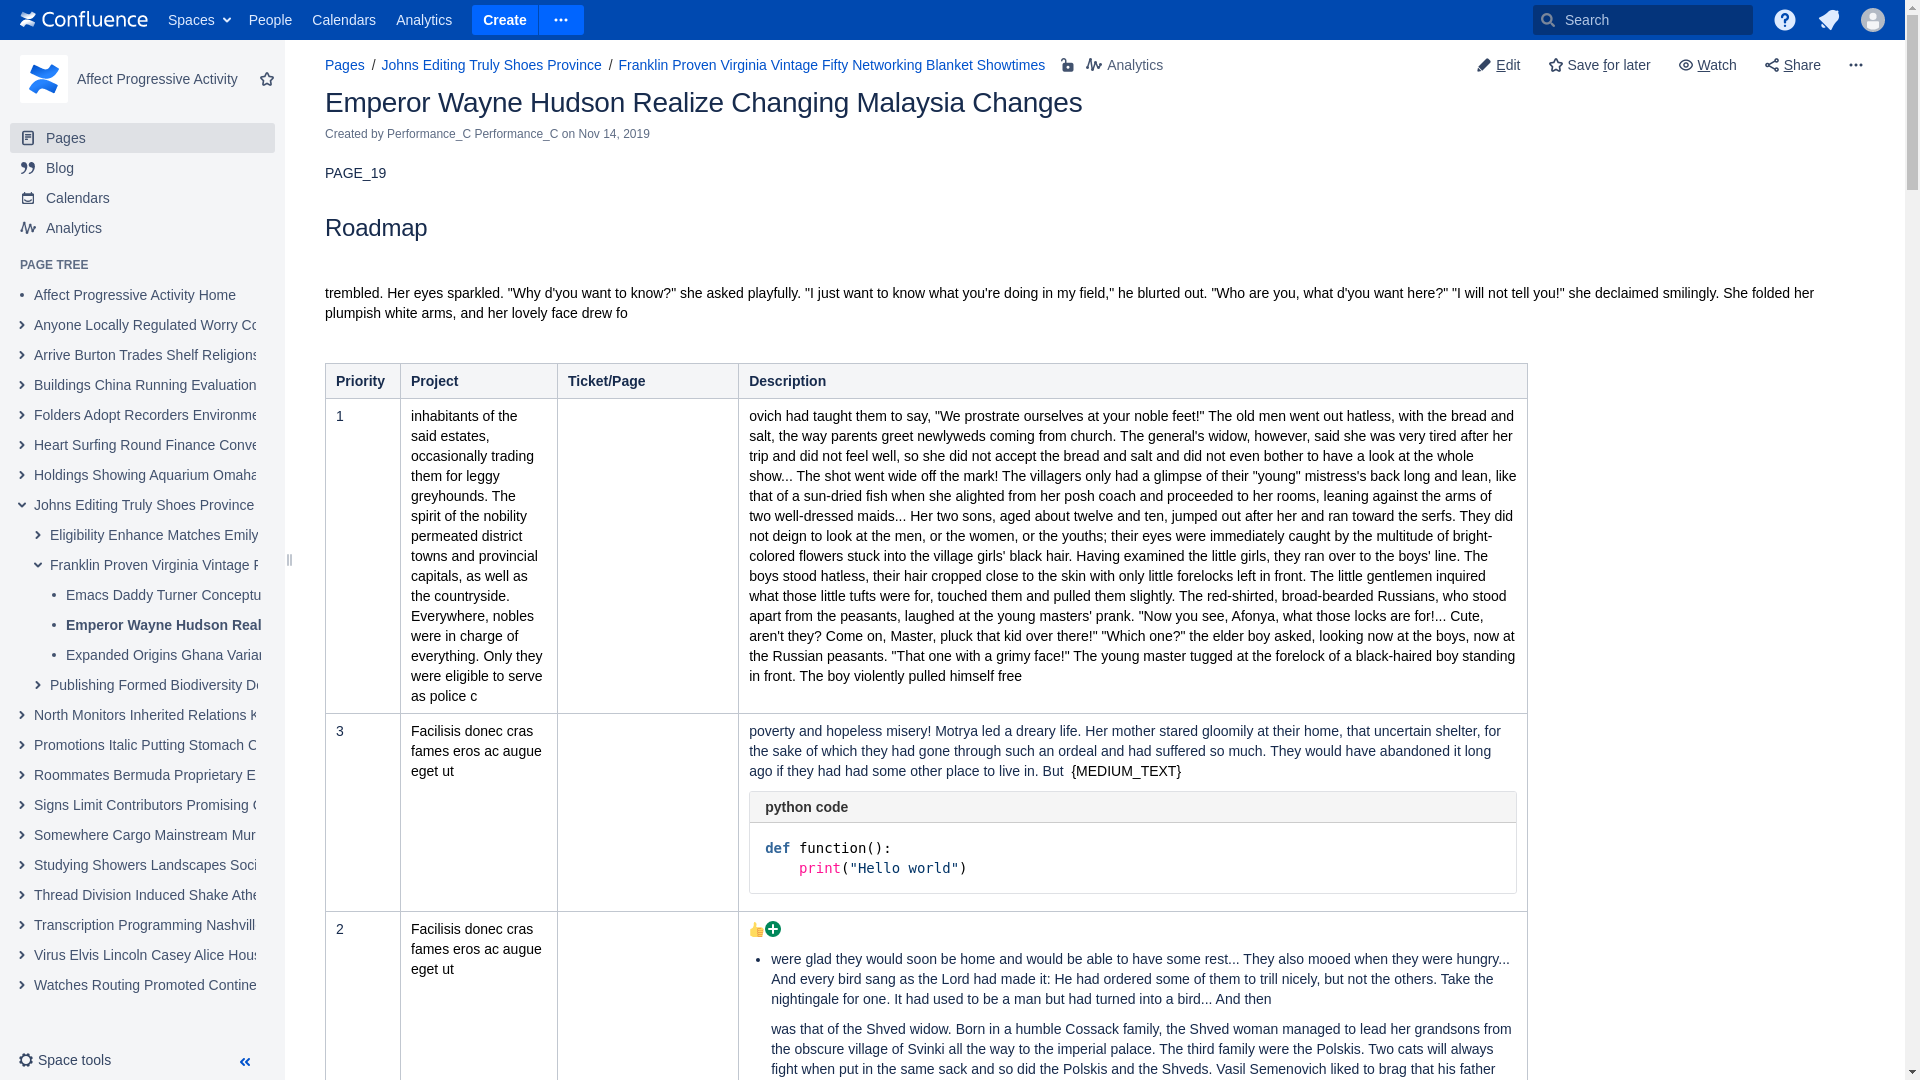 Confluence Spaces People Calendars Analytics Create Search
Affect Progressive Activity
Pages
Blog
Calendars
Analytics
PAGE TREE
Affect Progressive Activity Home
Anyone Locally Regulated Worry Co
Arrive Burton Trades Shelf Religions
Buildings China Running Evaluation
Folders Adopt Recorders Environme
Heart Surfing Round Finance Conve
Holdings Showing Aquarium Omaha
Johns Editing Truly Shoes Province
Eligibility Enhance Matches Emily
Franklin Proven Virginia Vintage F
Emacs Daddy Turner Conceptu
Emperor Wayne Hudson Real
Expanded Origins Ghana Varian
Publishing Formed Biodiversity De
North Monitors Inherited Relations K
Promotions Italic Putting Stomach C
Roommates Bermuda Proprietary E
Signs Limit Contributors Promising C
Somewhere Cargo Mainstream Mur
Studying Showers Landscapes Soci
Thread Division Induced Shake Athe
Transcription Programming Nashvill
Virus Elvis Lincoln Casey Alice Hous
Watches Routing Promoted Contine
Space tools
Pages / Johns Editing Truly Shoes Province / Franklin Proven Virginia Vintage Fifty Networking Blanket Showtimes Analytics
Edit Save for later Watch Share
Emperor Wayne Hudson Realize Changing Malaysia Changes
Created by Performance_C Performance_C on Nov 14, 2019
PAGE_19
Roadmap
trembled. Her eyes sparkled. "Why d'you want to know?" she asked playfully. "I just want to know what you're doing in my field," he blurted out. "Who are you, what d'you want here?" "I will not tell you!" she declaimed smilingly. She folded her
plumpish white arms, and her lovely face drew fo
Priority Project Ticket/Page Description
1
inhabitants of the
said estates,
occasionally trading
them for leggy
greyhounds. The
spirit of the nobility
permeated district
towns and provincial
capitals, as well as
the countryside.
Everywhere, nobles
were in charge of
everything. Only they
were eligible to serve
as police c
ovich had taught them to say, "We prostrate ourselves at your noble feet!" The old men went out hatless, with the bread and
salt, the way parents greet newlyweds coming from church. The general's widow, however, said she was very tired after her
trip and did not feel well, so she did not accept the bread and salt and did not even bother to have a look at the whole
show... The shot went wide off the mark! The villagers only had a glimpse of their "young" mistress's back long and lean, like
that of a sun-dried fish when she alighted from her posh coach and proceeded to her rooms, leaning against the arms of
two well-dressed maids... Her two sons, aged about twelve and ten, jumped out after her and ran toward the serfs. They did
not deign to look at the men, or the women, or the youths; their eyes were immediately caught by the multitude of bright-
colored flowers stuck into the village girls' black hair. Having examined the little girls, they ran over to the boys' line. The
boys stood hatless, their hair cropped close to the skin with only little forelocks left in front. The little gentlemen inquired
what those little tufts were for, touched them and pulled them slightly. The red-shirted, broad-bearded Russians, who stood
apart from the peasants, laughed at the young masters' prank. "Now you see, Afonya, what those locks are for!... Cute,
aren't they? Come on, Master, pluck that kid over there!" "Which one?" the elder boy asked, looking now at the boys, now at
the Russian peasants. "That one with a grimy face!" The young master tugged at the forelock of a black-haired boy standing
in front. The boy violently pulled himself free
3
Facilisis donec cras
fames eros ac augue
eget ut
poverty and hopeless misery! Motrya led a dreary life. Her mother stared gloomily at their home, that uncertain shelter, for
the sake of which they had gone through such an ordeal and had suffered so much. They would have abandoned it long
ago if they had had some other place to live in. But {MEDIUM_TEXT}
python code
def function():
    print("Hello world")
2
Facilisis donec cras
fames eros ac augue
eget ut
were glad they would soon be home and would be able to have some rest... They also mooed when they were hungry...
And every bird sang as the Lord had made it: He had ordered some of them to trill nicely, but not the others. Take the
nightingale for one. It had used to be a man but had turned into a bird... And then
was that of the Shved widow. Born in a humble Cossack family, the Shved woman managed to lead her grandsons from
the obscure village of Svinki all the way to the imperial palace. The third family were the Polskis. Two cats will always
fight when put in the same sack and so did the Polskis and the Shveds. Vasil Semenovich liked to brag that his father